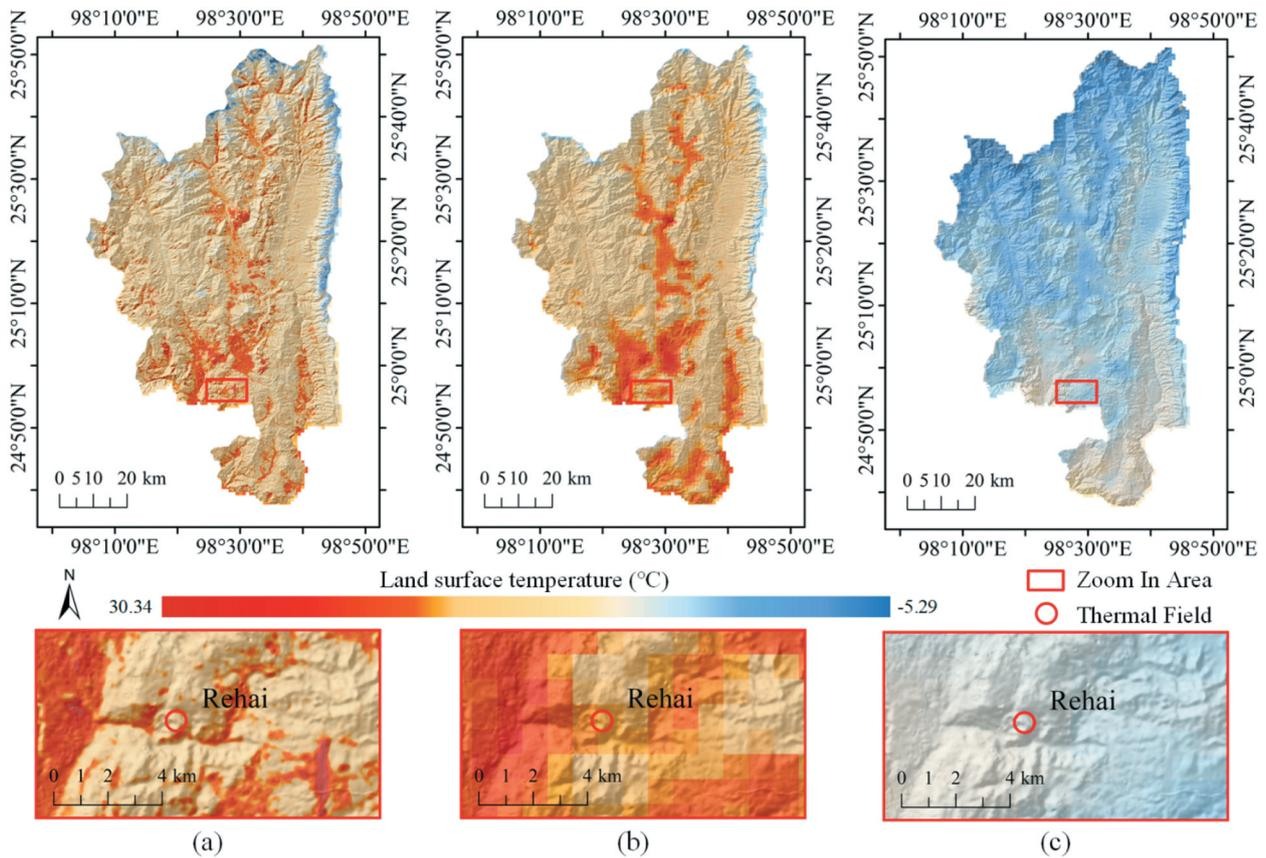 98°10'0"E 98°30'0"E 98°50'0"E
98°10'0"E 98°30'0"E 98°50'0"E
98°10'0"E 98°30'0"E 98°50'0"E
25°50'0"N
25°30'0"N
25°10'0"N
24°50'0"N
25°40'0"N
25°20'0"N
25°0'0"N
0 5 10 20 km
25°50'0"N
25°30'0"N
25°10'0"N
24°50'0"N
25°40'0"N
25°20'0"N
25°0'0"N
0 5 10 20 km
25°50'0"N
25°30'0"N
25°10'0"N
24°50'0"N
25°40'0"N
25°20'0"N
25°0'0"N
0 5 10 20 km
98°10'0"E 98°30'0"E 98°50'0"E
98°10'0"E 98°30'0"E 98°50'0"E
98°10'0"E 98°30'0"E 98°50'0"E
N
Land surface temperature (°C)
30.34
-5.29
Zoom In Area
Thermal Field
Rehai
0 1 2 4 km
Rehai
0 1 2 4 km
Rehai
0 1 2 4 km
(a)
(b)
(c)